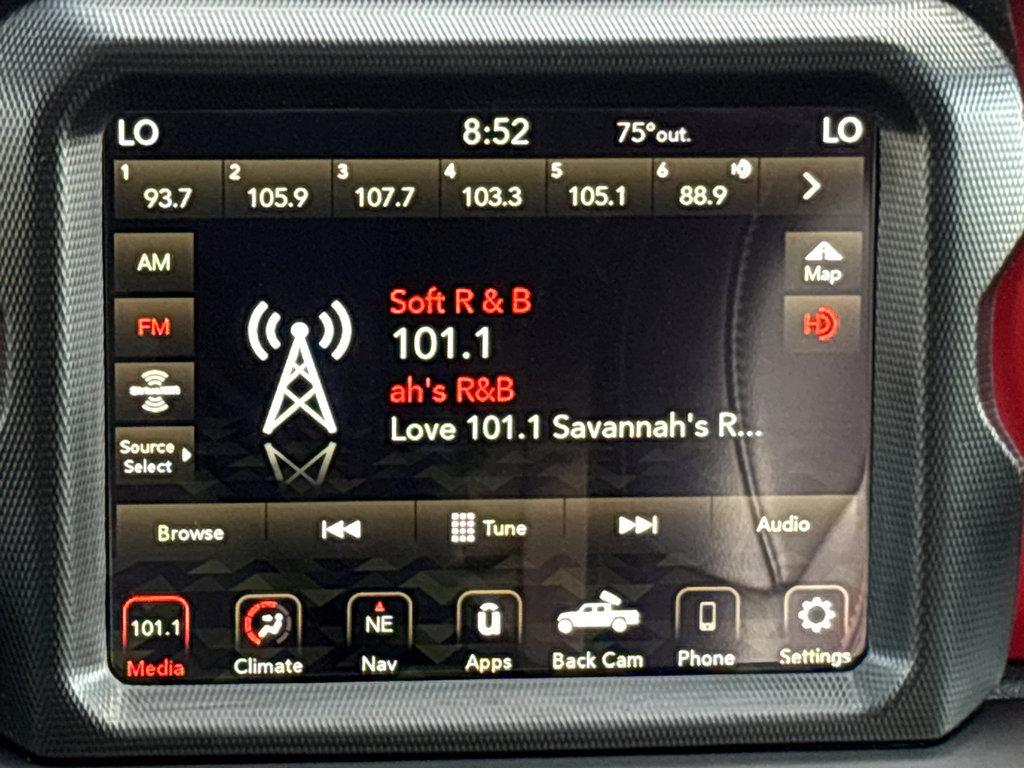 LO 8:52 75°out. LO
1 93.7 2 105.9 3 107.7 4 103.3 5 105.1 6 88.9 HD
AM
Map
Soft R & B
FM
HD
101.1
ah's R&B
Love 101.1 Savannah's R...
Source
Select
Browse Tune Audio
101.1 NE
Media Climate Nav Apps Back Cam Phone Settings